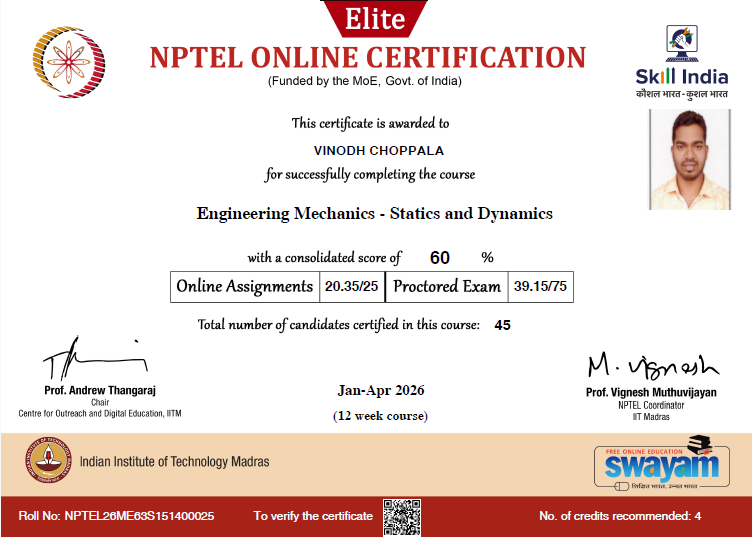 Elite
NPTEL ONLINE CERTIFICATION
(Funded by the MoE, Govt. of India)
Skill India
कौशल भारत - कुशल भारत
This certificate is awarded to
VINODH CHOPPALA
for successfully completing the course
Engineering Mechanics - Statics and Dynamics
with a consolidated score of 60 %
Online Assignments 20.35/25 Proctored Exam 39.15/75
Total number of candidates certified in this course: 45
M. Vignesh
Prof. Andrew Thangaraj
Chair
Centre for Outreach and Digital Education, IITM
Jan-Apr 2026
(12 week course)
Prof. Vignesh Muthuvijayan
NPTEL Coordinator
IIT Madras
Indian Institute of Technology Madras
FREE ONLINE EDUCATION
swayam
शिक्षित भारत, उन्नत भारत
Roll No: NPTEL26ME63S151400025 To verify the certificate No. of credits recommended: 4